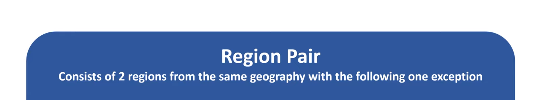 Region Pair
Consists of 2 regions from the same geography with the following one exception